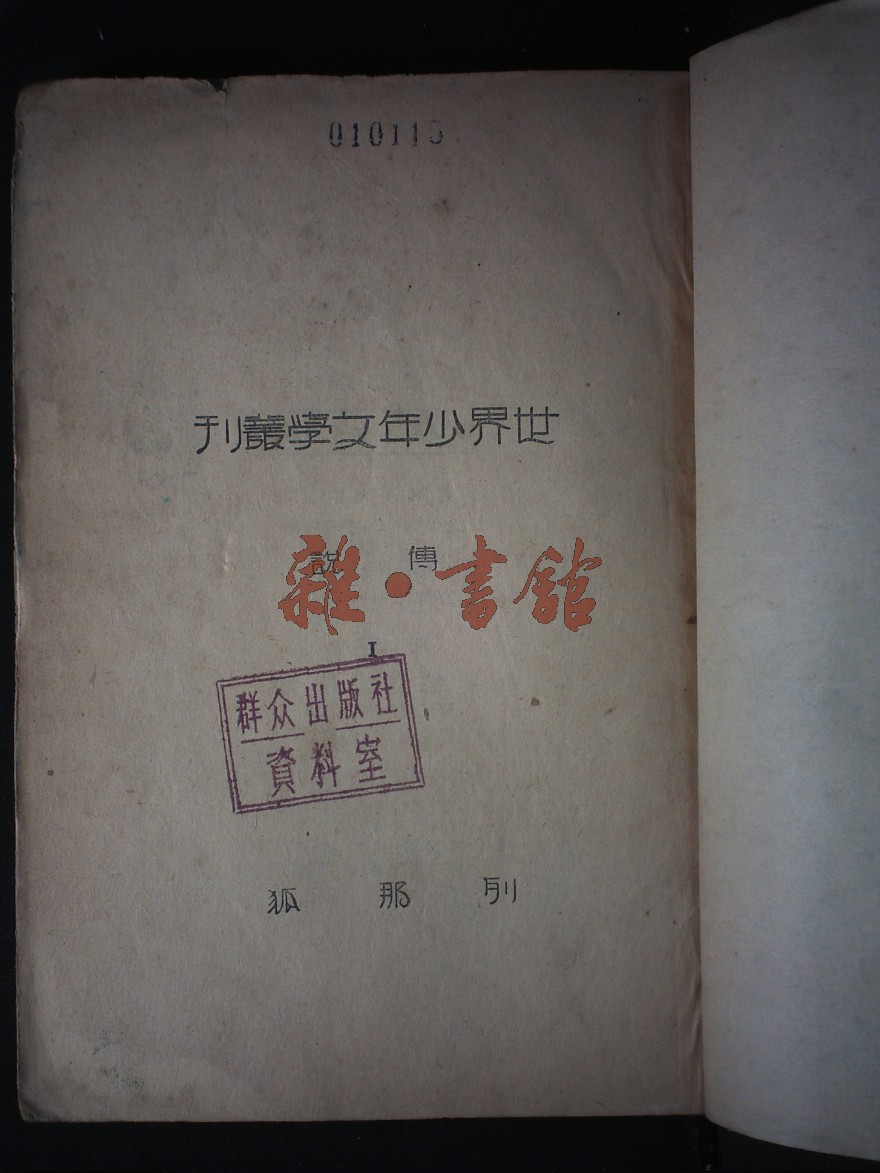 010115
世界少年文學叢刊
傳說
雜·書館
I
群众出版社
資料室
列那狐